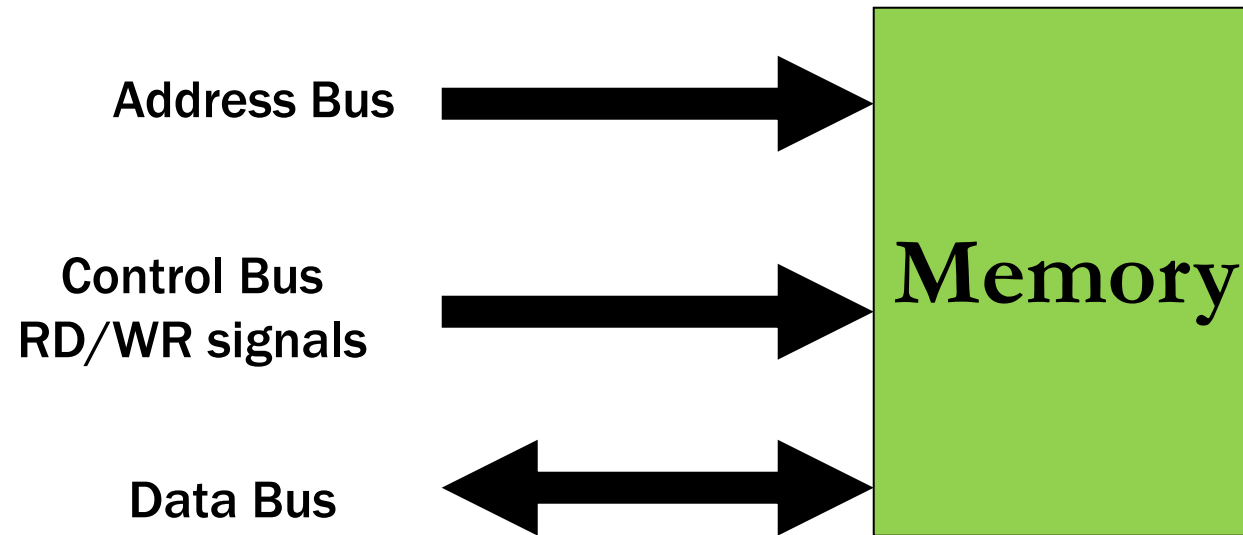 Address Bus
Control Bus
RD/WR signals
Memory
Data Bus